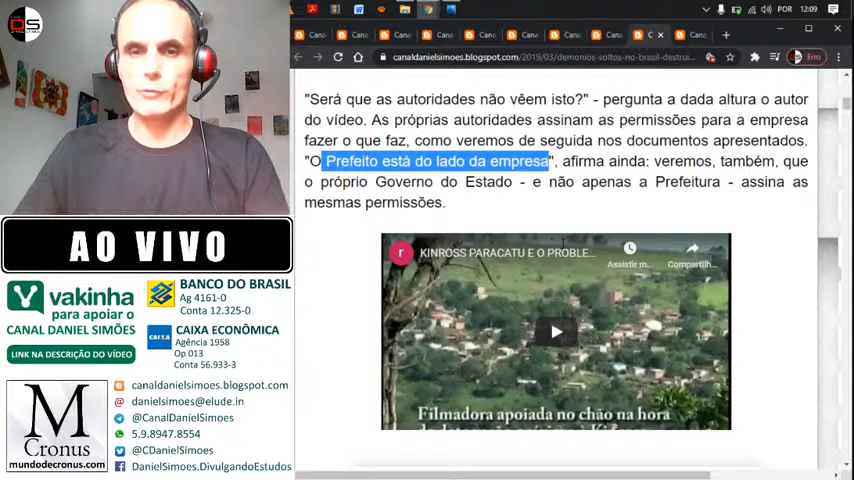 POR 12:09
canaldanielsimoes.blogspot.com/2019/03/demonios-soltos-no-brasil-destrui...
"Será que as autoridades não vêem isto?" - pergunta a dada altura o autor
do vídeo. As próprias autoridades assinam as permissões para a empresa
fazer o que faz, como veremos de seguida nos documentos apresentados.
"O Prefeito está do lado da empresa", afirma ainda: veremos, também, que
o próprio Governo do Estado - e não apenas a Prefeitura - assina as
mesmas permissões.
r KINROSS PARACATU E O PROBLE...
Assistir m...
Compartilh...
Filmadora apoiada no chão na hora
AO VIVO
vakinha
para apoiar o
CANAL DANIEL SIMÕES
LINK NA DESCRIÇÃO DO VÍDEO
BANCO DO BRASIL
Ag 4161-0
Conta 12.325-0
CAIXA
CAIXA ECONÔMICA
Agência 1958
Op 013
Conta 56.933-3
M
Cronus
mundodecronus.com
canaldanielsimoes.blogspot.com
danielsimoes@elude.in
@CanalDanielSimoes
5.9.8947.8554
@CDanielSimoes
DanielSimoes.DivulgandoEstudos